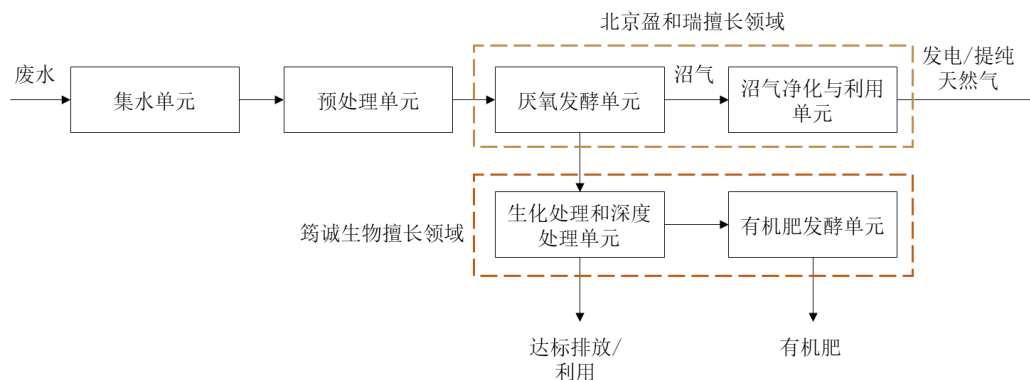 北京盈和瑞擅长领域
废水
集水单元
预处理单元
厌氧发酵单元
沼气
沼气净化与利用
单元
发电/提纯
天然气
筠诚生物擅长领域
生化处理和深度
处理单元
有机肥发酵单元
达标排放/
利用
有机肥